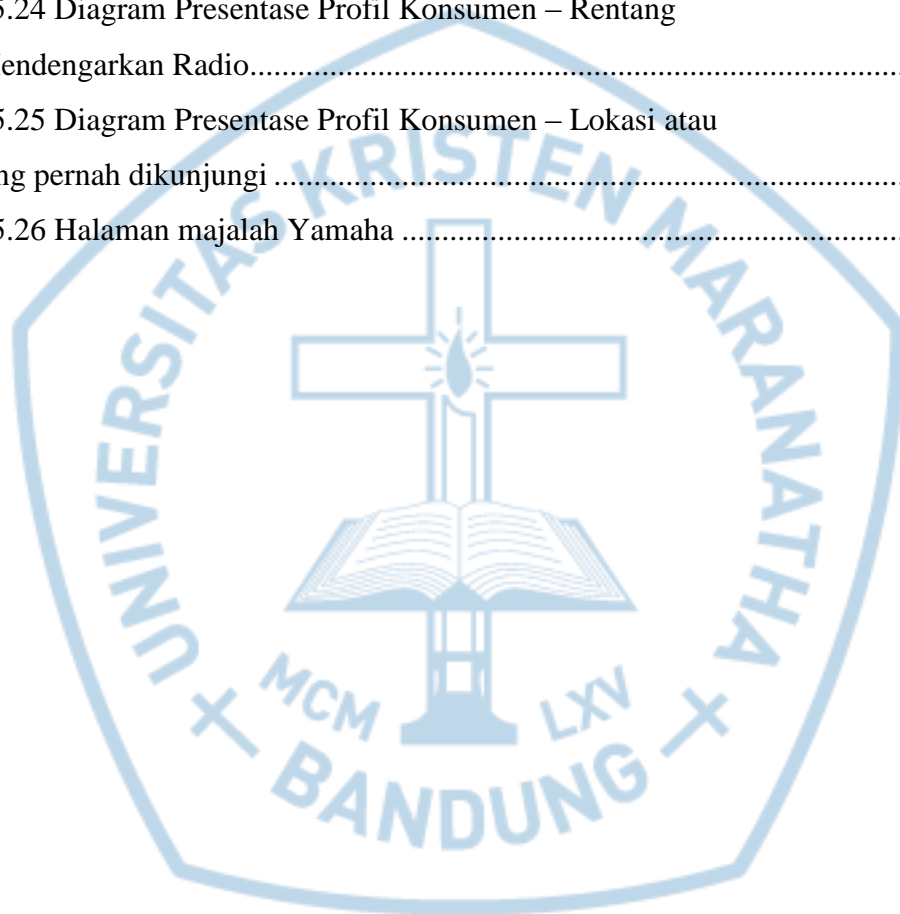 5.24 Diagram Presentase Profil Konsumen – Rentang
endengarkan Radio....................................................................................
5.25 Diagram Presentase Profil Konsumen – Lokasi atau
ng pernah dikunjungi ................................................................................
5.26 Halaman majalah Yamaha ................................................................
UNIVERSITAS KRISTEN MARANATHA
MCM LXV
BANDUNG